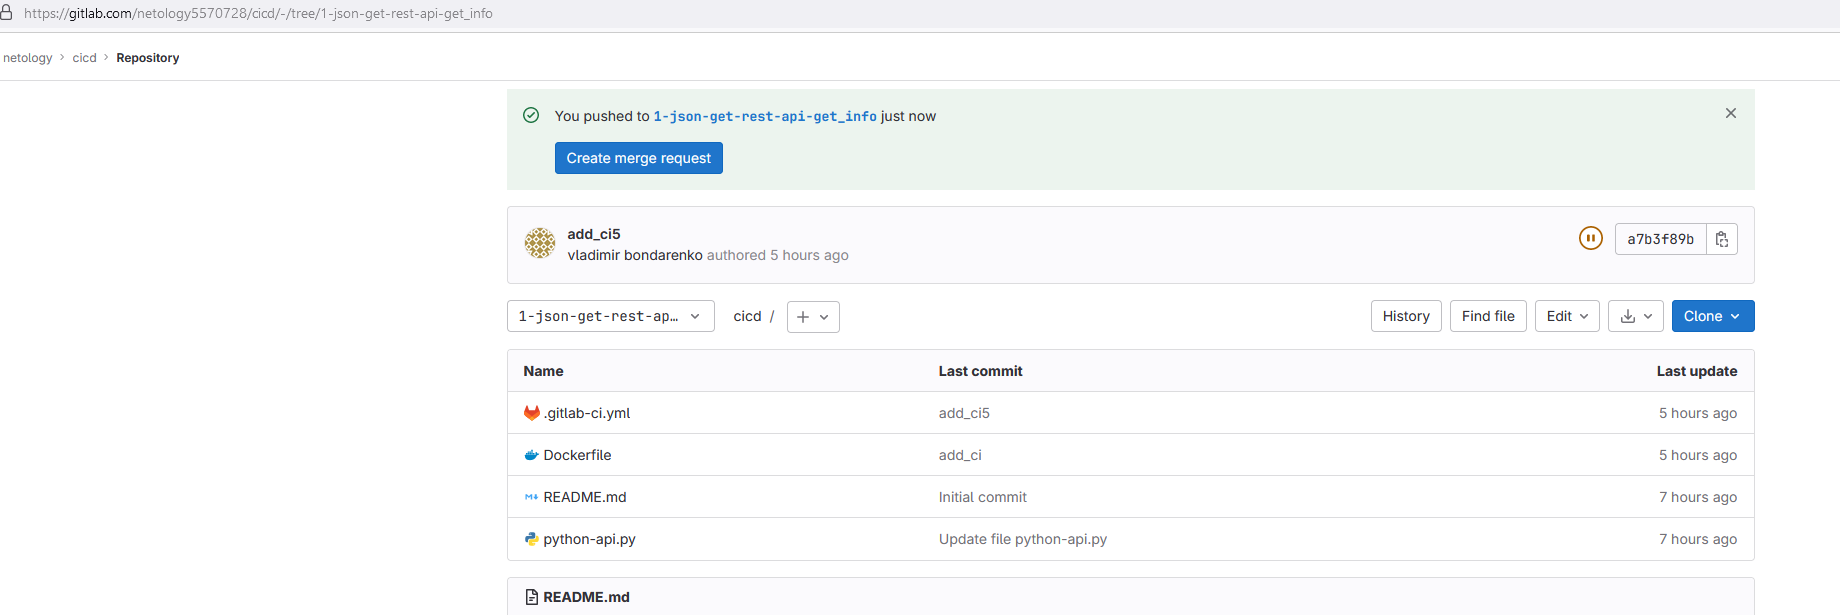 https://gitlab.com/netology5570728/cicd/-/tree/1-json-get-rest-api-get_info
netology > cicd > Repository
You pushed to 1-json-get-rest-api-get_info just now
Create merge request
add_ci5
vladimir bondarenko authored 5 hours ago
a7b3f89b
1-json-get-rest-ap… cicd / + History Find file Edit Clone
Name Last commit Last update
.gitlab-ci.yml add_ci5 5 hours ago
Dockerfile add_ci 5 hours ago
README.md Initial commit 7 hours ago
python-api.py Update file python-api.py 7 hours ago
README.md